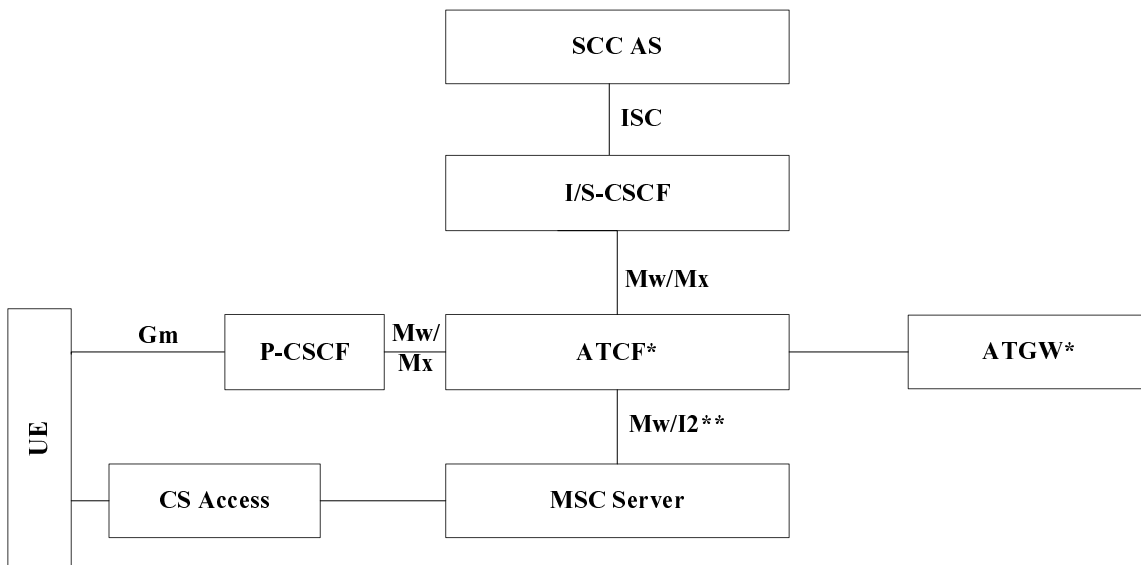 SCC AS
ISC
I/S-CSCF
Mw/Mx
Gm
P-CSCF
Mw/
Mx
ATCF*
ATGW*
Mw/I2**
UE
CS Access
MSC Server